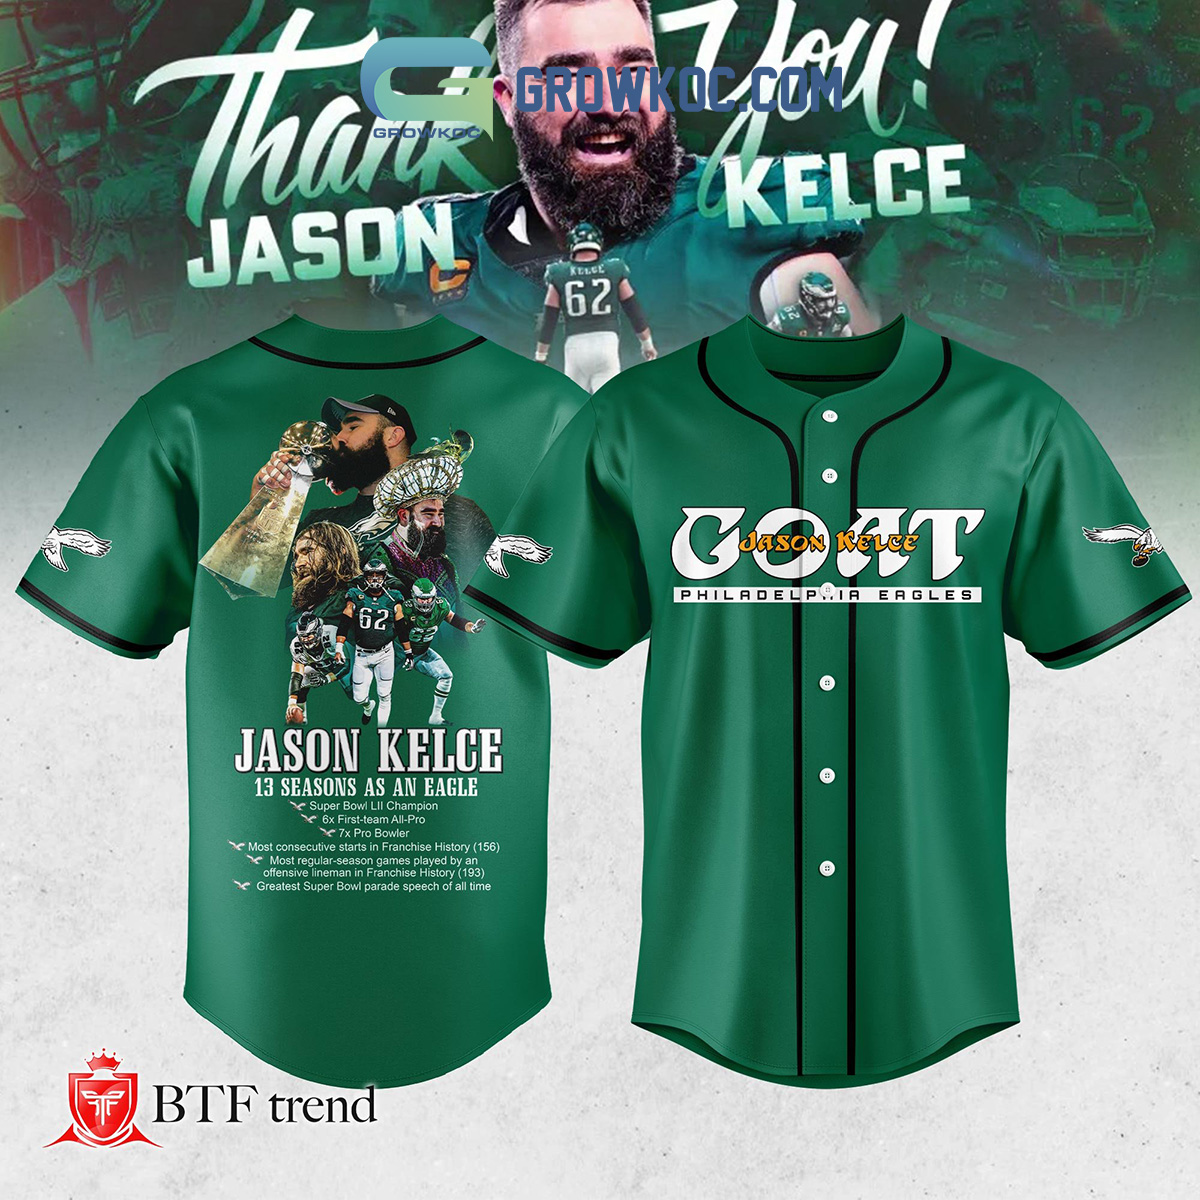 Thank You!
GROWKOC.COM
GROWKOC
JASON KELCE
KELCE
62
GOAT
JASON KELCE
PHILADELPHIA EAGLES
62
JASON KELCE
13 SEASONS AS AN EAGLE
Super Bowl LII Champion
6x First-team All-Pro
7x Pro Bowler
Most consecutive starts in Franchise History (156)
Most regular-season games played by an
offensive lineman in Franchise History (193)
Greatest Super Bowl parade speech of all time
BTF trend